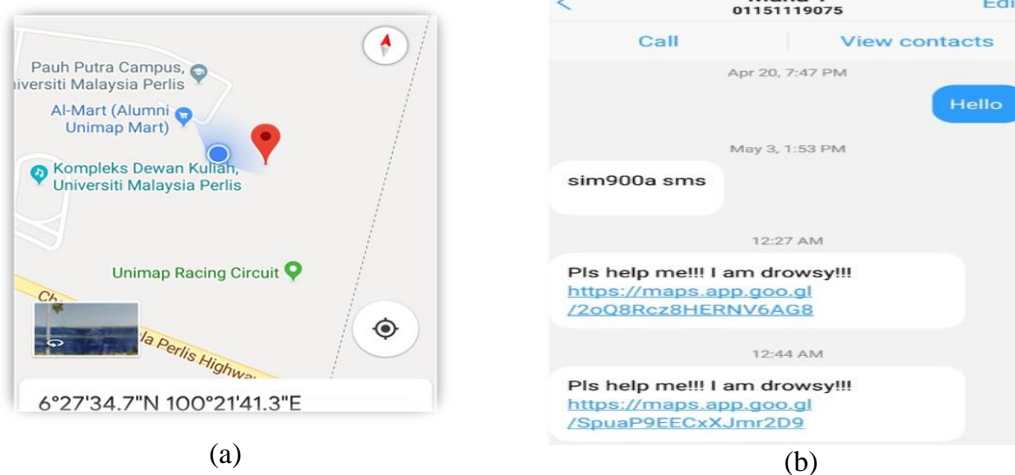 Pauh Putra Campus,
iversiti Malaysia Perlis
Al-Mart (Alumni
Unimap Mart)
Kompleks Dewan Kuliah,
Universiti Malaysia Perlis
Unimap Racing Circuit
la Perlis Highwa
6°27'34.7"N 100°21'41.3"E
(a)
01151119075
Edi
Call
View contacts
Apr 20, 7:47 PM
Hello
May 3, 1:53 PM
sim900a sms
12:27 AM
Pls help me!!! I am drowsy!!!
https://maps.app.goo.gl
/2oQ8Rcz8HERNV6AG8
12:44 AM
Pls help me!!! I am drowsy!!!
https://maps.app.goo.gl
/SpuaP9EECxXJmr2D9
(b)